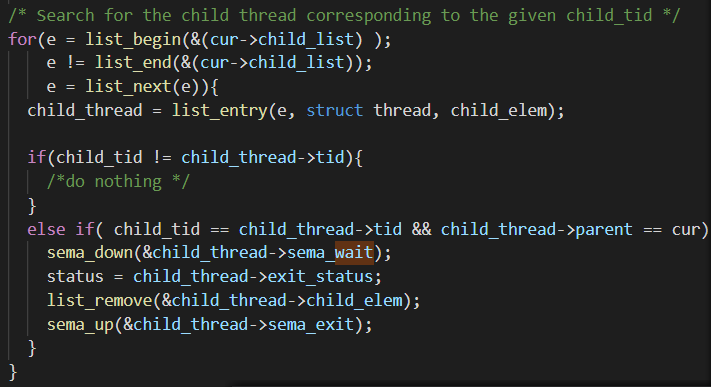 /* Search for the child thread corresponding to the given child_tid */
for(e = list_begin(&(cur->child_list) );
e != list_end(&(cur->child_list));
e = list_next(e)){
child_thread = list_entry(e, struct thread, child_elem);
if(child_tid != child_thread->tid){
/*do nothing */
}
else if( child_tid == child_thread->tid && child_thread->parent == cur)
sema_down(&child_thread->sema_wait);
status = child_thread->exit_status;
list_remove(&child_thread->child_elem);
sema_up(&child_thread->sema_exit);
}
}